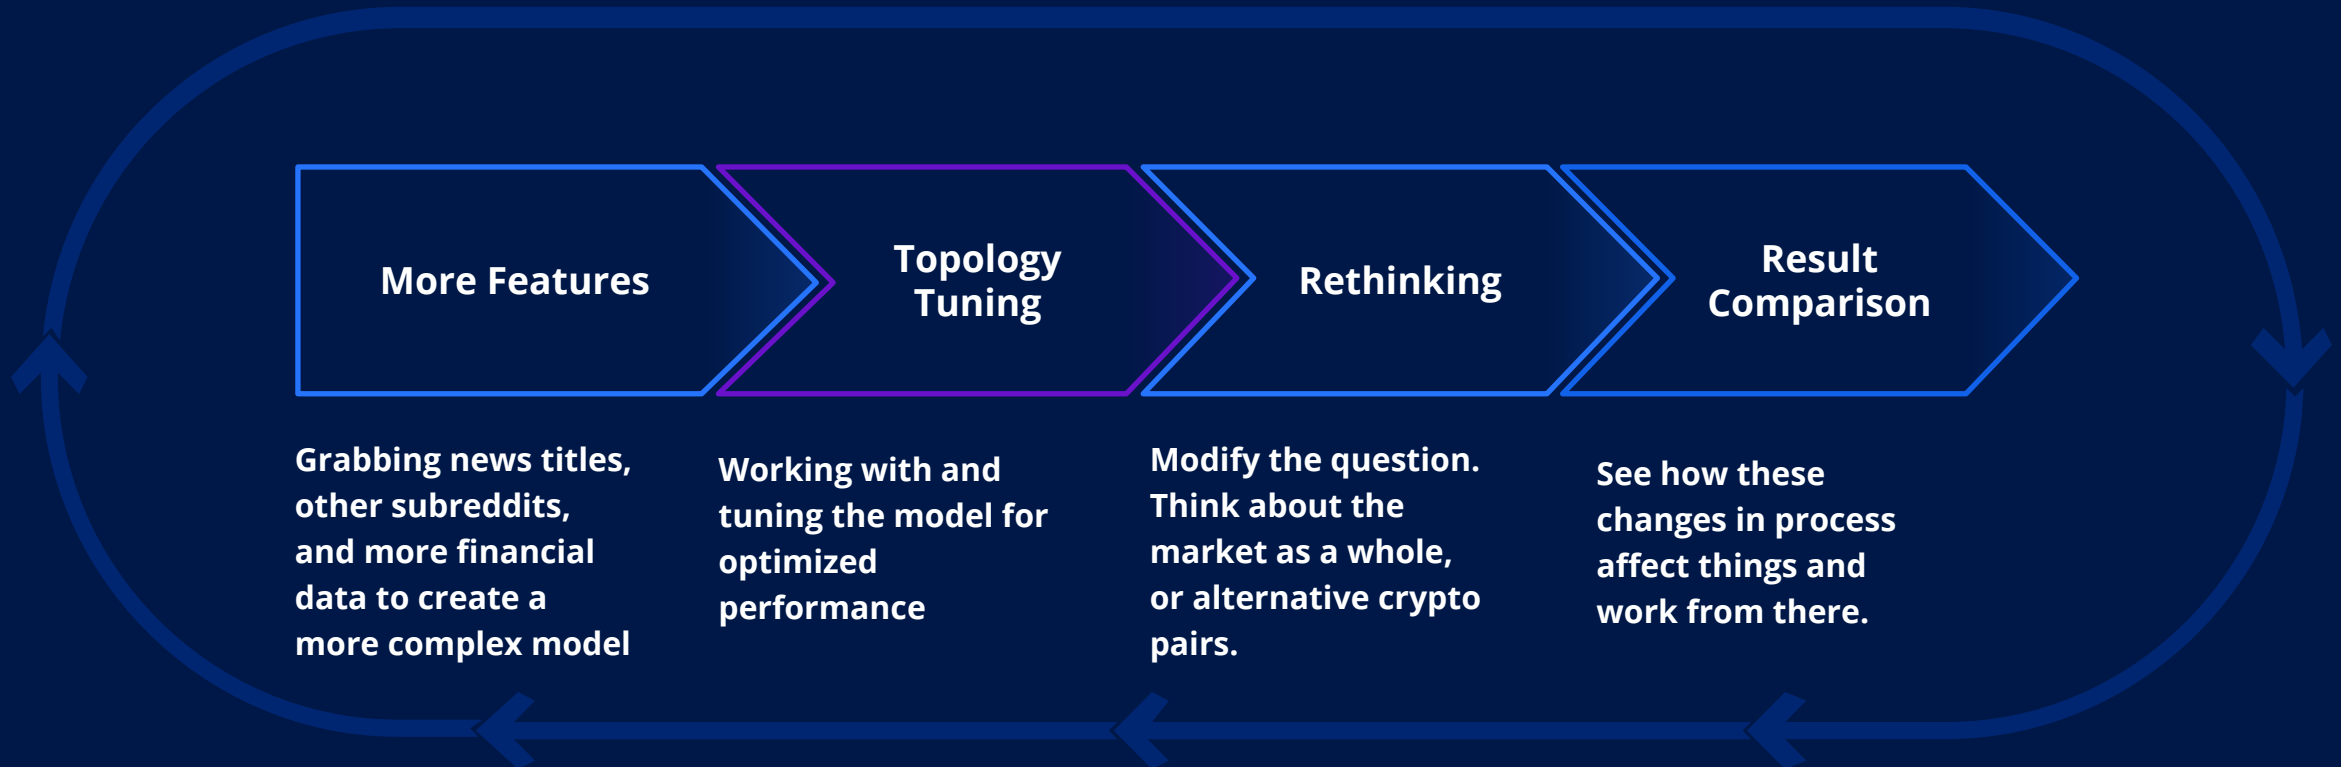 More Features
Topology
Tuning
Rethinking
Result
Comparison
Grabbing news titles,
other subreddits,
and more financial
data to create a
more complex model
Working with and
tuning the model for
optimized
performance
Modify the question.
Think about the
market as a whole,
or alternative crypto
pairs.
See how these
changes in process
affect things and
work from there.